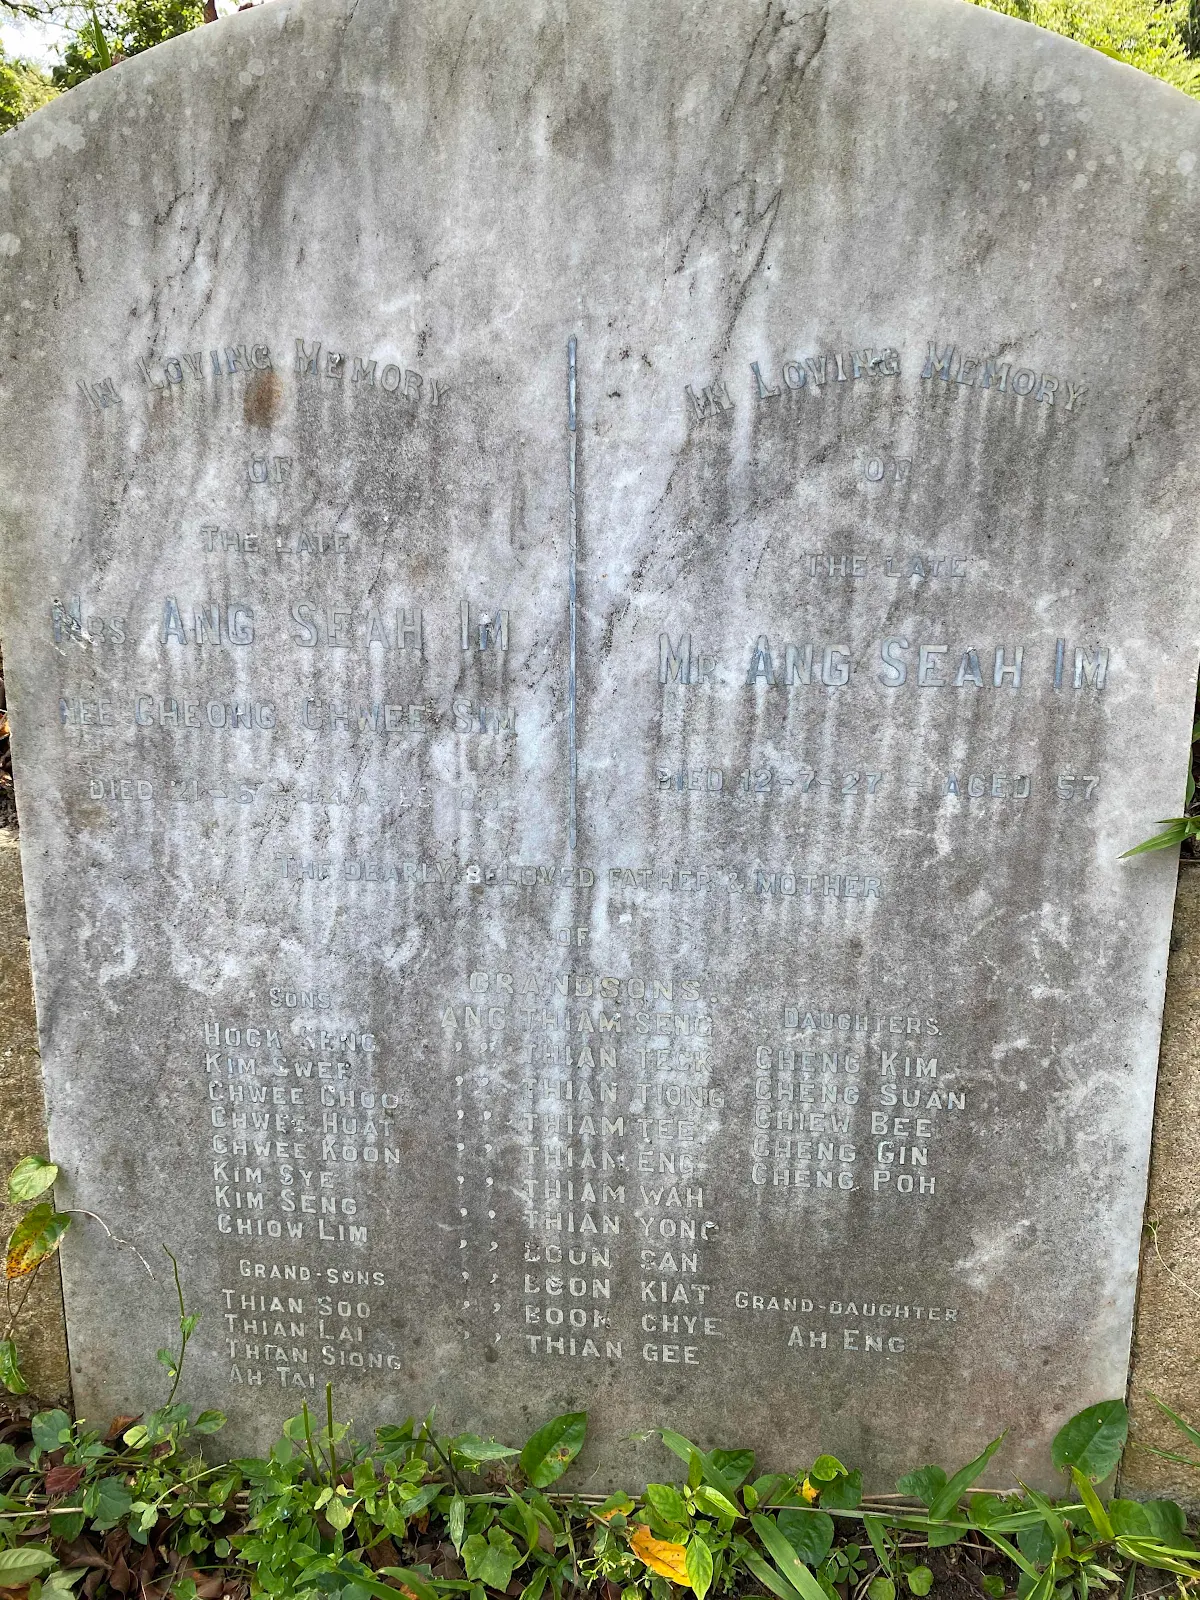 IN LOVING MEMORY
OF
THE LATE
MRS. ANG SEAH IM
NEE CHEONG CHWEE SIM
DIED 21-5
IN LOVING MEMORY
OF
THE LATE
MR. ANG SEAH IM
DIED 12-7-27 - AGED 57
THE DEARLY BELOVED FATHER & MOTHER
OF
SONS
HOCK SENG
KIM SWEE
CHWEE CHOO
CHWEE HUAT
CHWEE KOON
KIM SYE
KIM SENG
CHIOW LIM
GRAND-SONS
THIAN SOO
THIAN LAI
THIAN SIONG
AH TAI
GRANDSONS.
ANG THIAM SENG
,, THIAN TECK
,, THIAN TIONG
,, THIAM TEE
,, THIAM ENG
,, THIAM WAH
,, THIAN YONG
,, BOON SAN
,, BOON KIAT
,, BOON CHYE
,, THIAN GEE
DAUGHTERS.
CHENG KIM
CHENG SUAN
CHIEW BEE
CHENG GIN
CHENG POH
GRAND-DAUGHTER
AH ENG